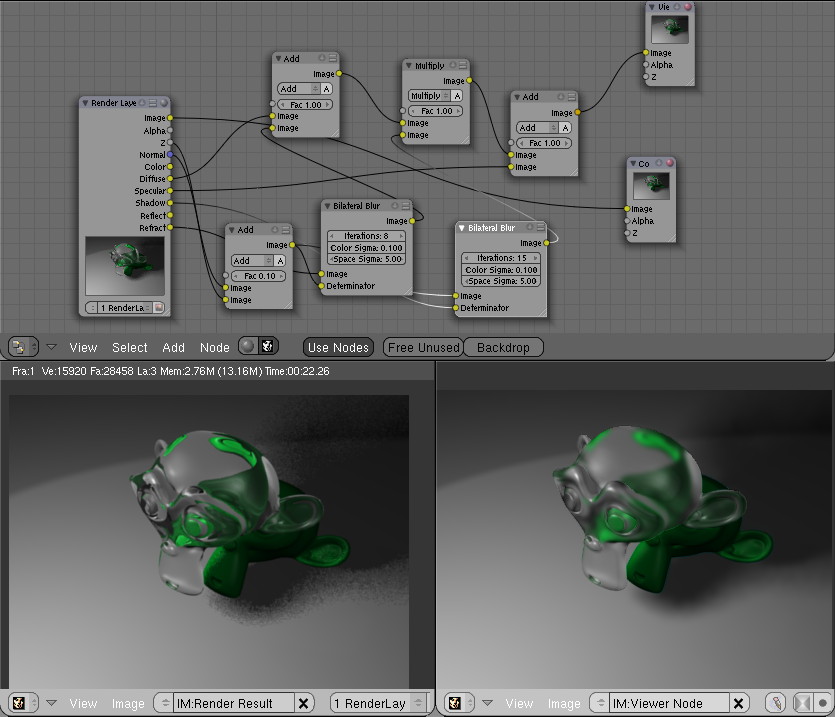 Vie
Image
Alpha
Z
Add
Image
Add A
Fac 1.00
Image
Image
Multiply
Image
Multiply A
Fac 1.00
Image
Image
Add
Image
Add A
Fac 1.00
Image
Image
Render Laye
Image
Alpha
Z
Normal
Color
Diffuse
Specular
Shadow
Reflect
Refract
1 RenderLa
Co
Image
Alpha
Z
Bilateral Blur
Image
Iterations: 8
Color Sigma: 0.100
Space Sigma: 5.00
Image
Determinator
Add
Image
Add A
Fac 0.10
Image
Image
Bilateral Blur
Image
Iterations: 15
Color Sigma: 0.100
Space Sigma: 5.00
Image
Determinator
View Select Add Node Use Nodes Free Unused Backdrop
Fra:1 Ve:15920 Fa:28458 La:3 Mem:2.76M (13.16M) Time:00:22.26
View Image IM:Render Result 1 RenderLay
View Image IM:Viewer Node